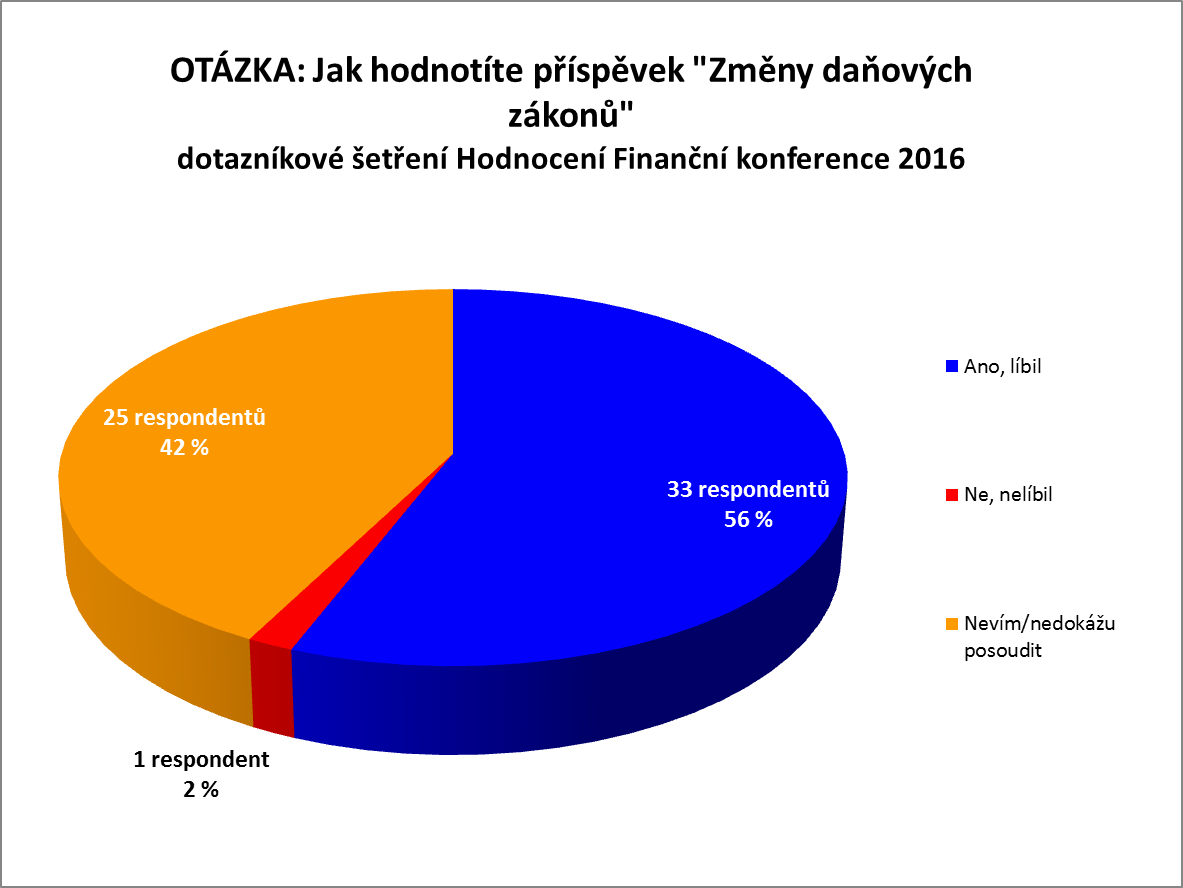 OTÁZKA: Jak hodnotíte příspěvek "Změny daňových
zákonů"
dotazníkové šetření Hodnocení Finanční konference 2016
25 respondentů
42 %
33 respondentů
56 %
1 respondent
2 %
Ano, líbil
Ne, nelíbil
Nevím/nedokážu
posoudit